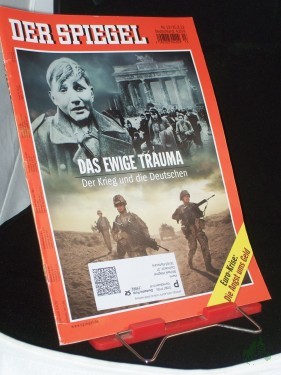 DER SPIEGEL
DAS EWIGE TRAUMA
Der Krieg und die Deutschen
Euro-Krise:
Die Angst ums Geld